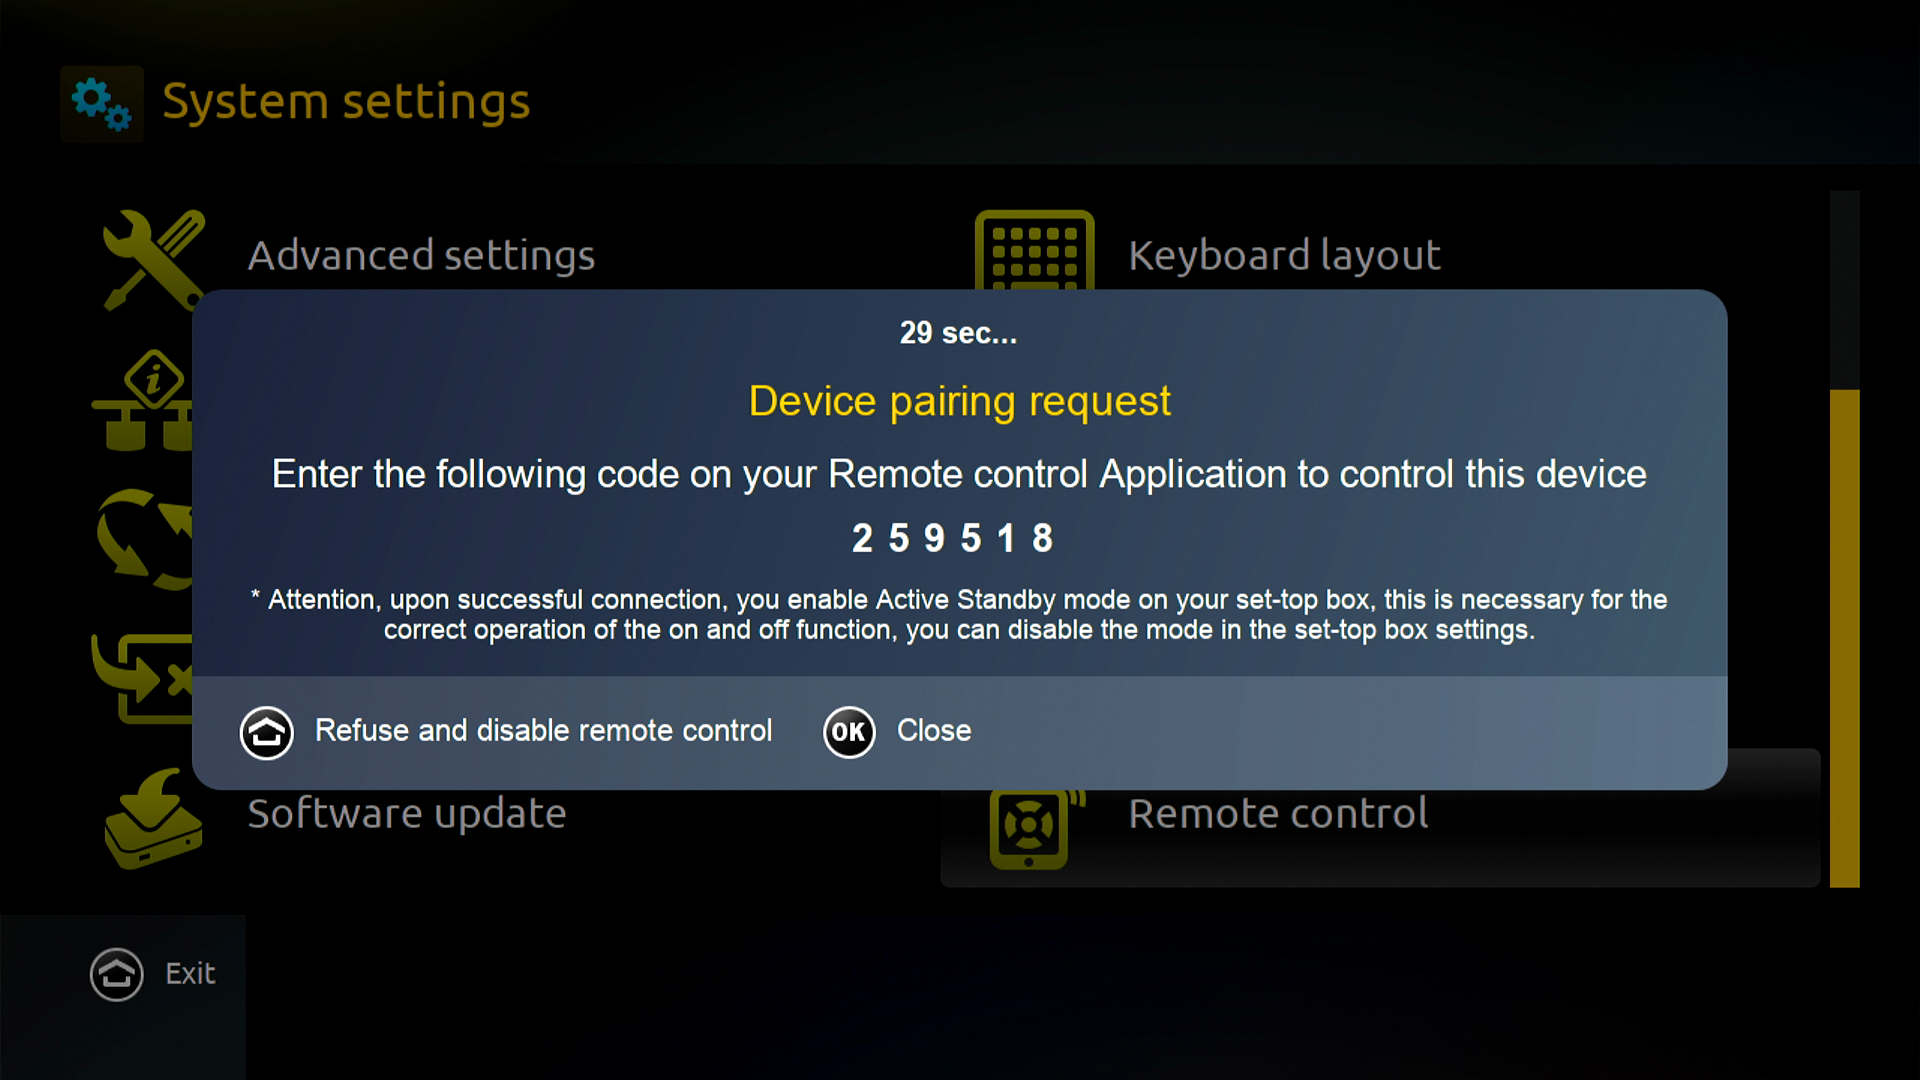 System settings
Advanced settings
Keyboard layout
29 sec...
Device pairing request
Enter the following code on your Remote control Application to control this device
2 5 9 5 1 8
* Attention, upon successful connection, you enable Active Standby mode on your set-top box, this is necessary for the
correct operation of the on and off function, you can disable the mode in the set-top box settings.
Refuse and disable remote control
OK Close
Software update
Remote control
Exit